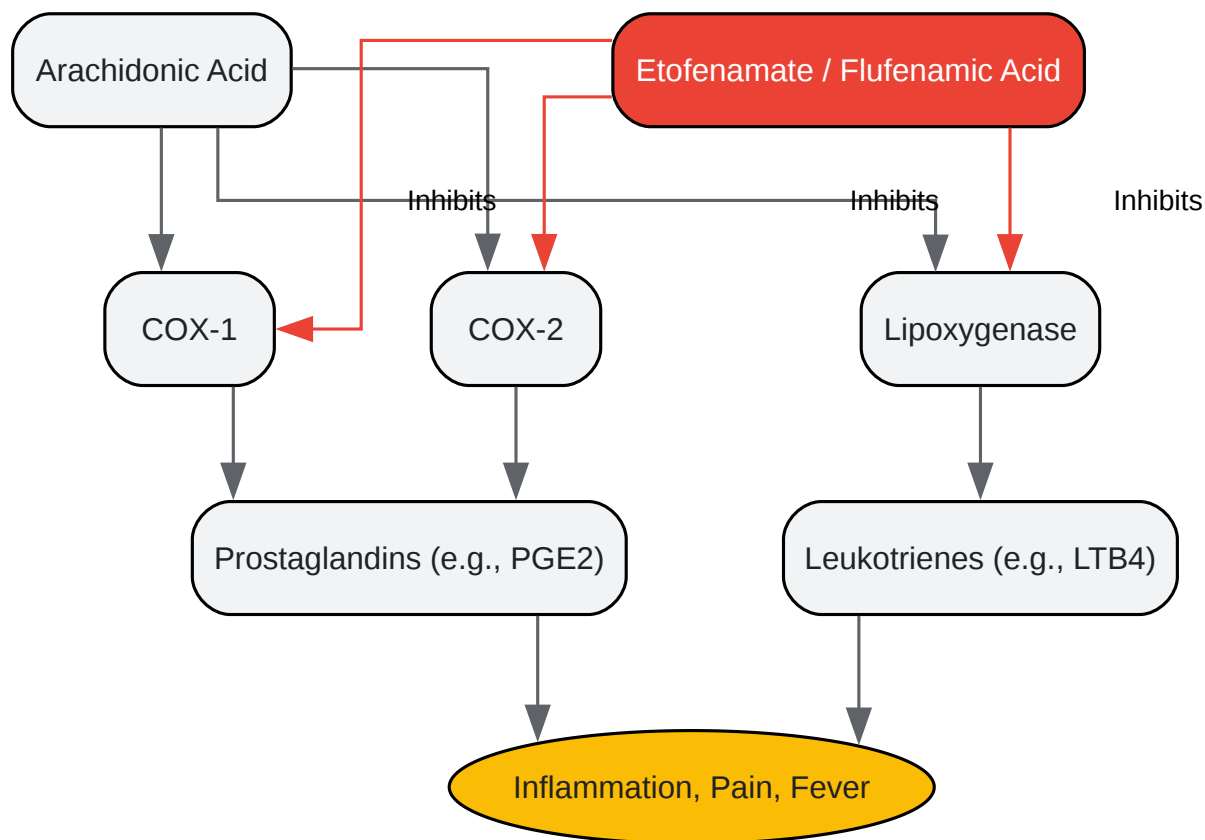 Arachidonic Acid
Etofenamate / Flufenamic Acid
Inhibits
Inhibits
Inhibits
COX-1
COX-2
Lipoxygenase
Prostaglandins (e.g., PGE2)
Leukotrienes (e.g., LTB4)
Inflammation, Pain, Fever